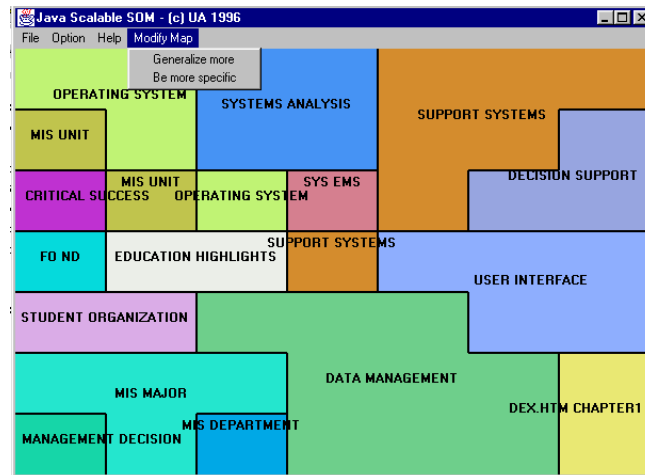 Java Scalable SOM - (c) UA 1996
File Option Help Modify Map
Generalize more
Be more specific
OPERATING SYSTEM
SYSTEMS ANALYSIS
SUPPORT SYSTEMS
MIS UNIT
DECISION SUPPORT
CRITICAL SUCCESS
MIS UNIT
OPERATING SYSTEM
SYS EMS
FO ND
EDUCATION HIGHLIGHTS
SUPPORT SYSTEMS
USER INTERFACE
STUDENT ORGANIZATION
DATA MANAGEMENT
MIS MAJOR
DEX.HTM CHAPTER1
MIS DEPARTMENT
MANAGEMENT DECISION